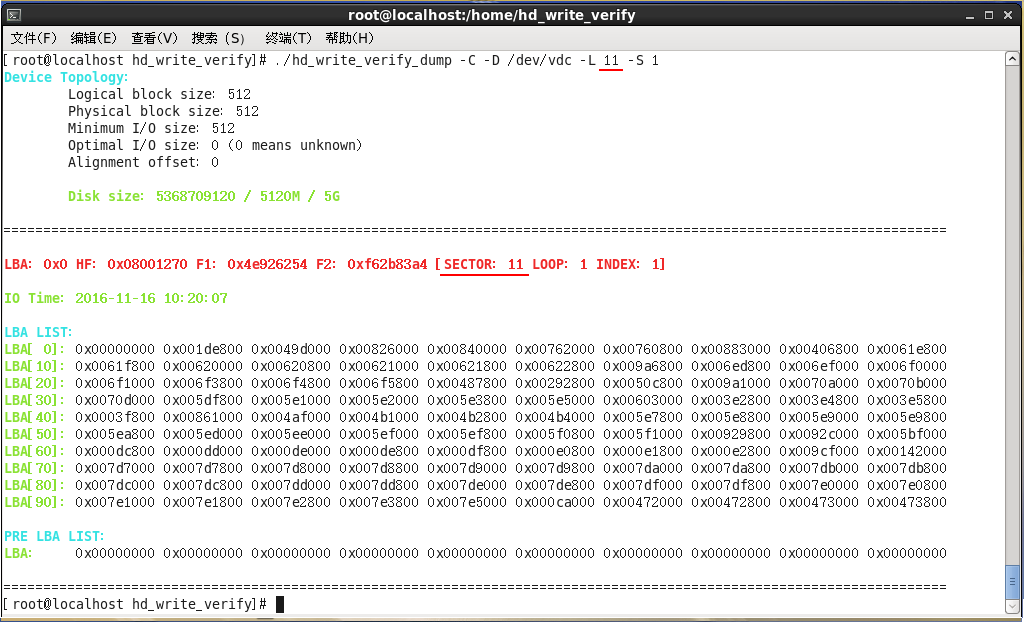 root@localhost:/home/hd_write_verify
文件(F) 编辑(E) 查看(V) 搜索 (S) 终端(T) 帮助(H)
[root@localhost hd_write_verify]# ./hd_write_verify_dump -C -D /dev/vdc -L 11 -S 1
Device Topology:
Logical block size: 512
Physical block size: 512
Minimum I/O size: 512
Optimal I/O size: 0 (0 means unknown)
Alignment offset: 0
Disk size: 5368709120 / 5120M / 5G
======================================================================================================================
LBA: 0x0 HF: 0x08001270 F1: 0x4e926254 F2: 0xf62b83a4 [SECTOR: 11 LOOP: 1 INDEX: 1]
IO Time: 2016-11-16 10:20:07
LBA LIST:
LBA[ 0]: 0x00000000 0x001de800 0x0049d000 0x00826000 0x00840000 0x00762000 0x00760800 0x00883000 0x00406800 0x0061e800
LBA[10]: 0x0061f800 0x00620000 0x00620800 0x00621000 0x00621800 0x00622800 0x009a6800 0x006ed800 0x006ef000 0x006f0000
LBA[20]: 0x006f1000 0x006f3800 0x006f4800 0x006f5800 0x00487800 0x00292800 0x0050c800 0x009a1000 0x0070a000 0x0070b000
LBA[30]: 0x0070d000 0x005df800 0x005e1000 0x005e2000 0x005e3800 0x005e5000 0x00603000 0x003e2800 0x003e4800 0x003e5800
LBA[40]: 0x0003f800 0x00861000 0x004af000 0x004b1000 0x004b2800 0x004b4000 0x005e7800 0x005e8800 0x005e9000 0x005e9800
LBA[50]: 0x005ea800 0x005ed000 0x005ee000 0x005ef000 0x005ef800 0x005f0800 0x005f1000 0x00929800 0x0092c000 0x005bf000
LBA[60]: 0x000dc800 0x000dd000 0x000de000 0x000de800 0x000df800 0x000e0800 0x000e1800 0x000e2800 0x009cf000 0x00142000
LBA[70]: 0x007d7000 0x007d7800 0x007d8000 0x007d8800 0x007d9000 0x007d9800 0x007da000 0x007da800 0x007db000 0x007db800
LBA[80]: 0x007dc000 0x007dc800 0x007dd000 0x007dd800 0x007de000 0x007de800 0x007df000 0x007df800 0x007e0000 0x007e0800
LBA[90]: 0x007e1000 0x007e1800 0x007e2800 0x007e3800 0x007e5000 0x000ca000 0x00472000 0x00472800 0x00473000 0x00473800
PRE LBA LIST:
LBA: 0x00000000 0x00000000 0x00000000 0x00000000 0x00000000 0x00000000 0x00000000 0x00000000 0x00000000 0x00000000
======================================================================================================================
[root@localhost hd_write_verify]#